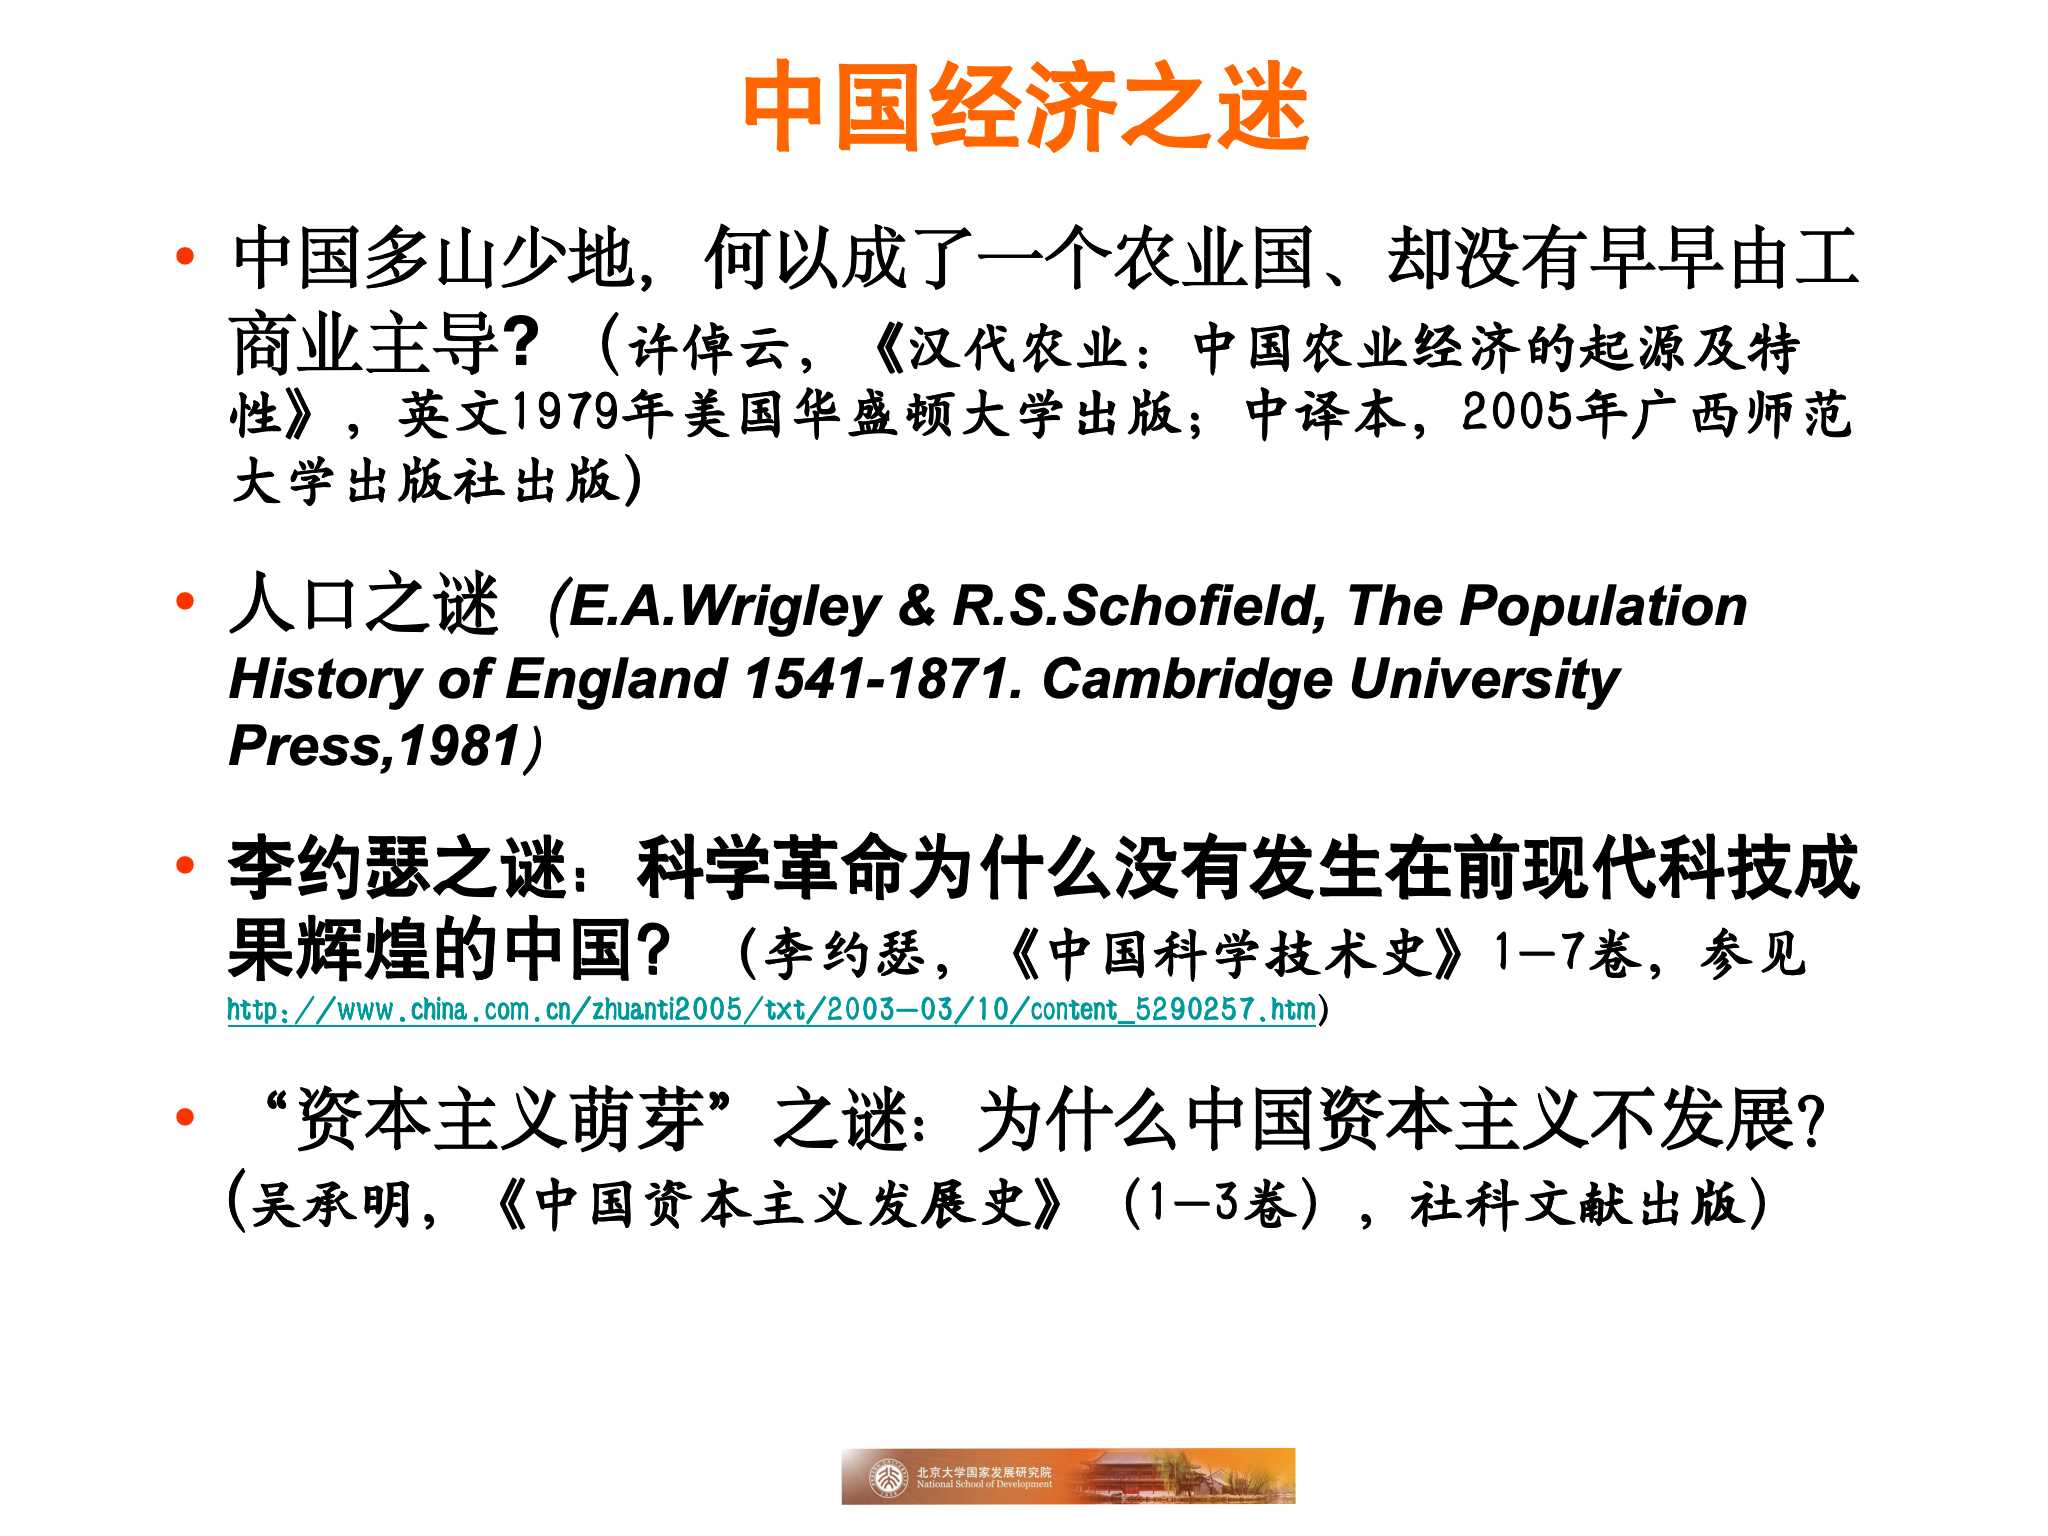 中国经济之迷
• 中国多山少地，何以成了一个农业国、却没有早早由工
商业主导?（许倬云，《汉代农业：中国农业经济的起源及特
性》，英文1979年美国华盛顿大学出版；中译本，2005年广西师范
大学出版社出版）
• 人口之谜（E.A.Wrigley & R.S.Schofield, The Population
History of England 1541-1871. Cambridge University
Press,1981）
• 李约瑟之谜：科学革命为什么没有发生在前现代科技成
果辉煌的中国？（李约瑟，《中国科学技术史》1-7卷，参见
http://www.china.com.cn/zhuanti2005/txt/2003-03/10/content_5290257.htm)
• “资本主义萌芽”之谜：为什么中国资本主义不发展？
(吴承明，《中国资本主义发展史》（1-3卷），社科文献出版）
北京大学国家发展研究院
National School of Development